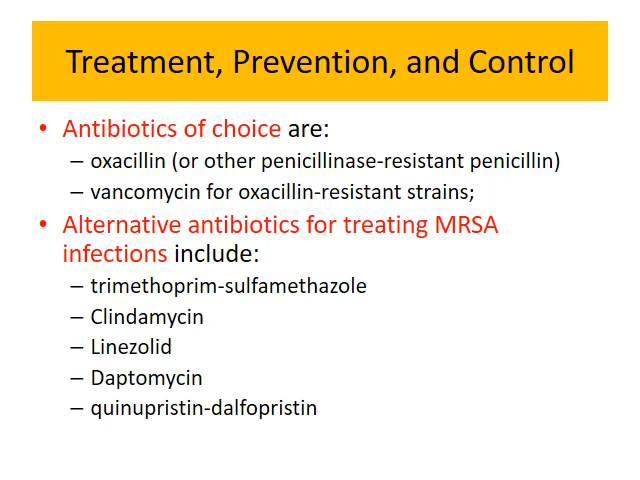 Treatment, Prevention, and Control
• Antibiotics of choice are:
– oxacillin (or other penicillinase-resistant penicillin)
– vancomycin for oxacillin-resistant strains;
• Alternative antibiotics for treating MRSA
infections include:
– trimethoprim-sulfamethazole
– Clindamycin
– Linezolid
– Daptomycin
– quinupristin-dalfopristin